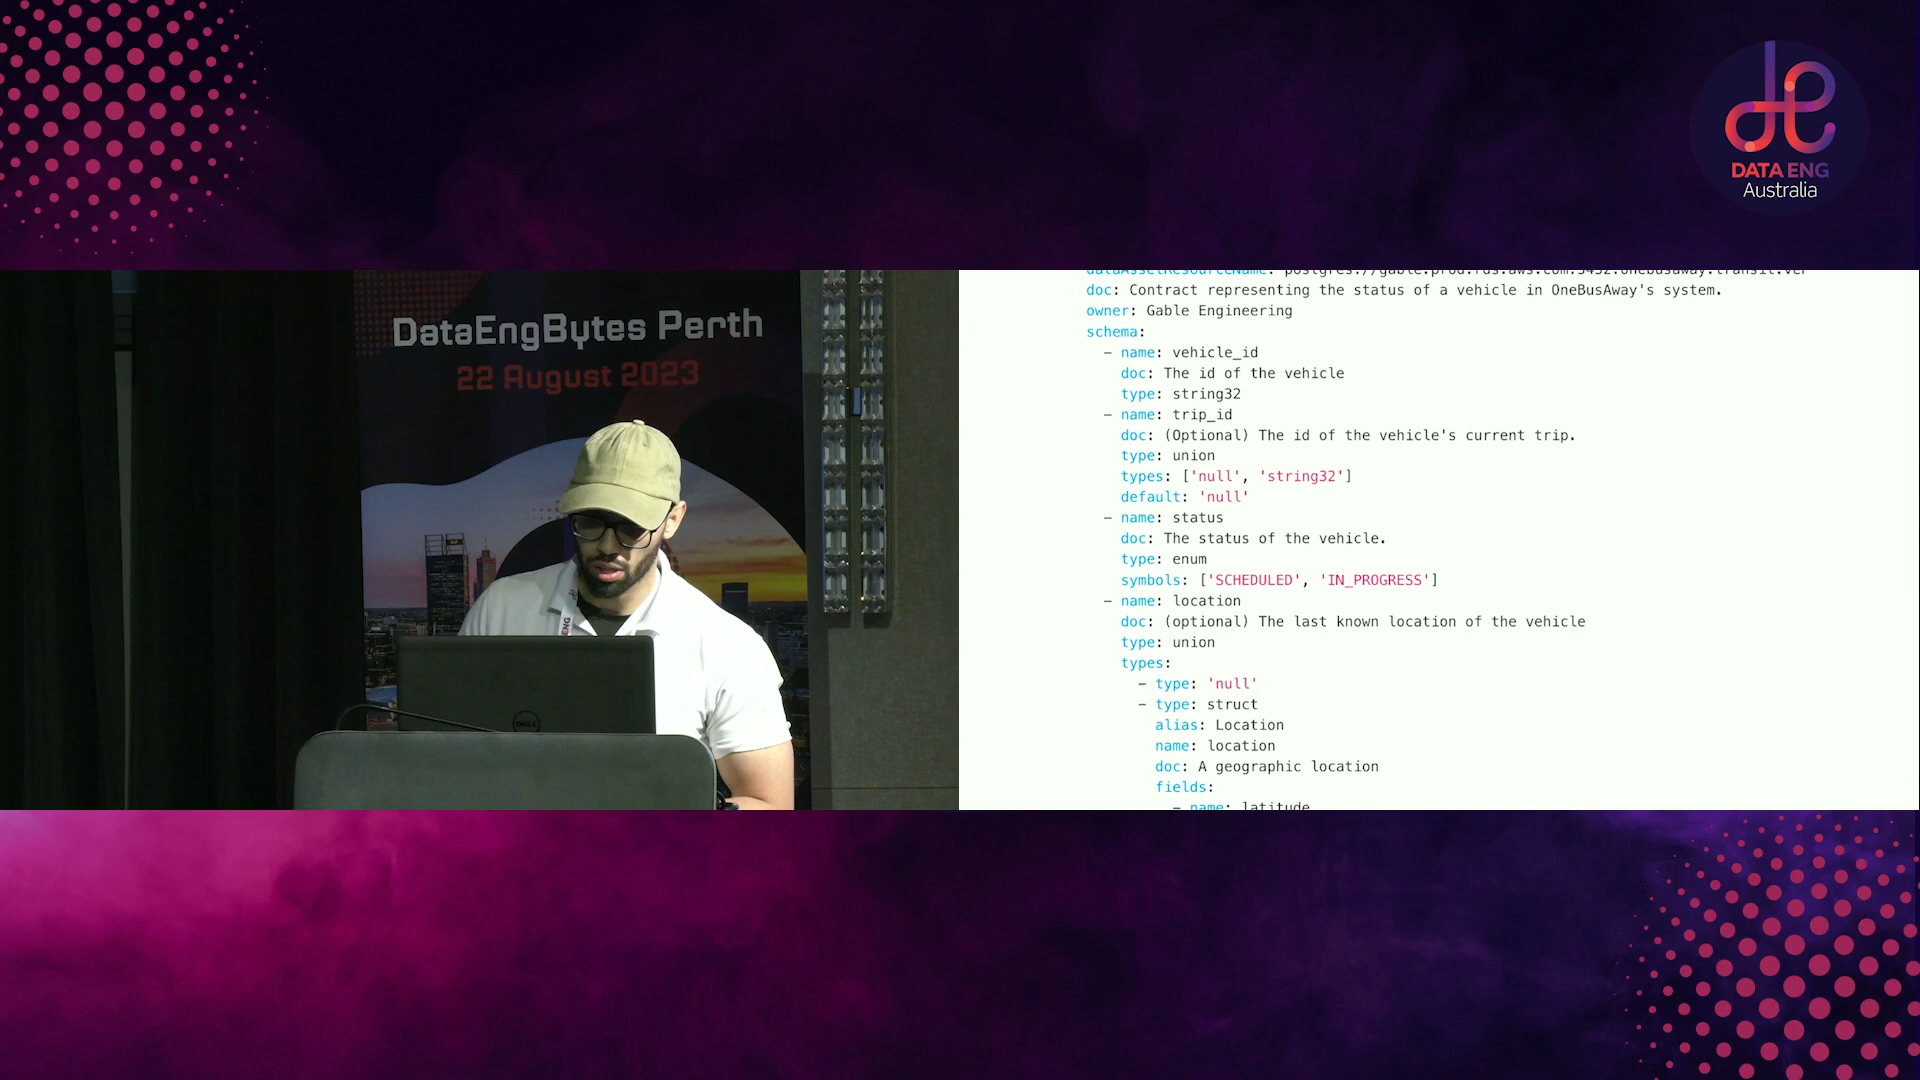 DATA ENG
Australia
DataEngBytes Perth
22 August 2023
ENG
DELL
doc: Contract representing the status of a vehicle in OneBusAway's system.
owner: Gable Engineering
schema:
– name: vehicle_id
doc: The id of the vehicle
type: string32
– name: trip_id
doc: (Optional) The id of the vehicle's current trip.
type: union
types: ['null', 'string32']
default: 'null'
– name: status
doc: The status of the vehicle.
type: enum
symbols: ['SCHEDULED', 'IN_PROGRESS']
– name: location
doc: (optional) The last known location of the vehicle
type: union
types:
– type: 'null'
– type: struct
alias: Location
name: location
doc: A geographic location
fields:
– name: latitude